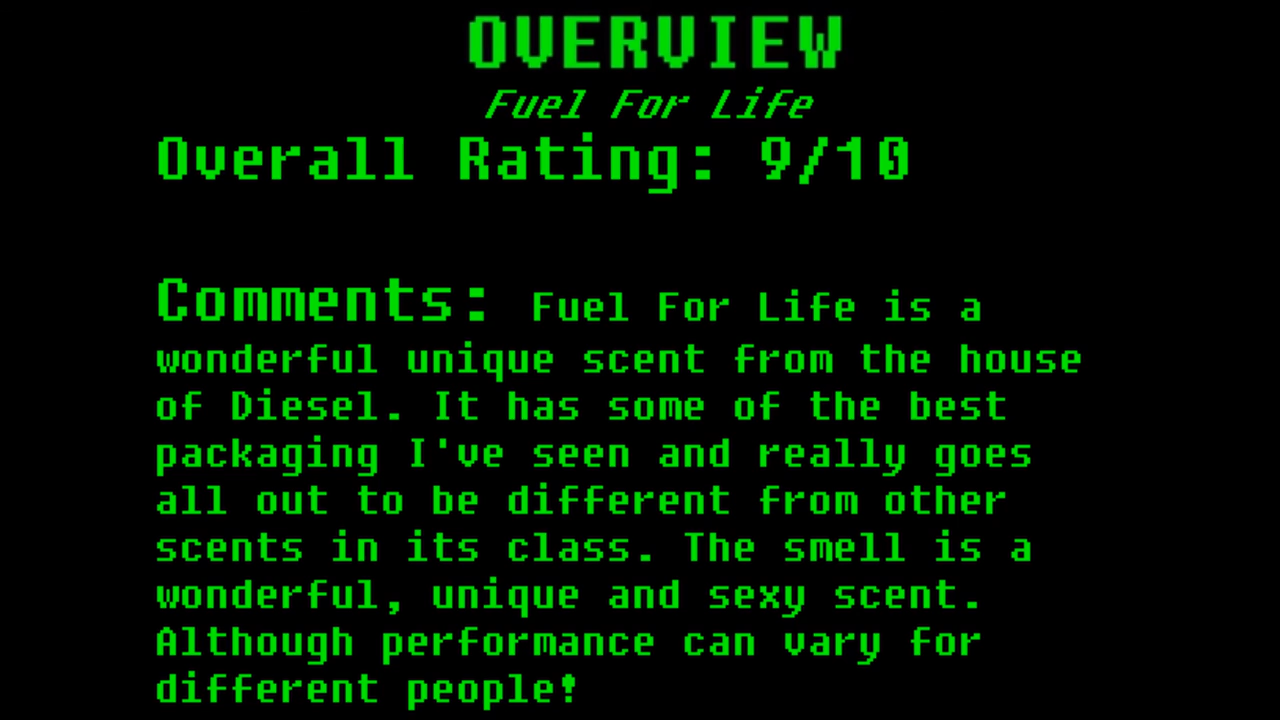 OVERVIEW
Fuel For Life
Overall Rating: 9/10
Comments: Fuel For Life is a
wonderful unique scent from the house
of Diesel. It has some of the best
packaging I've seen and really goes
all out to be different from other
scents in its class. The smell is a
wonderful, unique and sexy scent.
Although performance can vary for
different people!